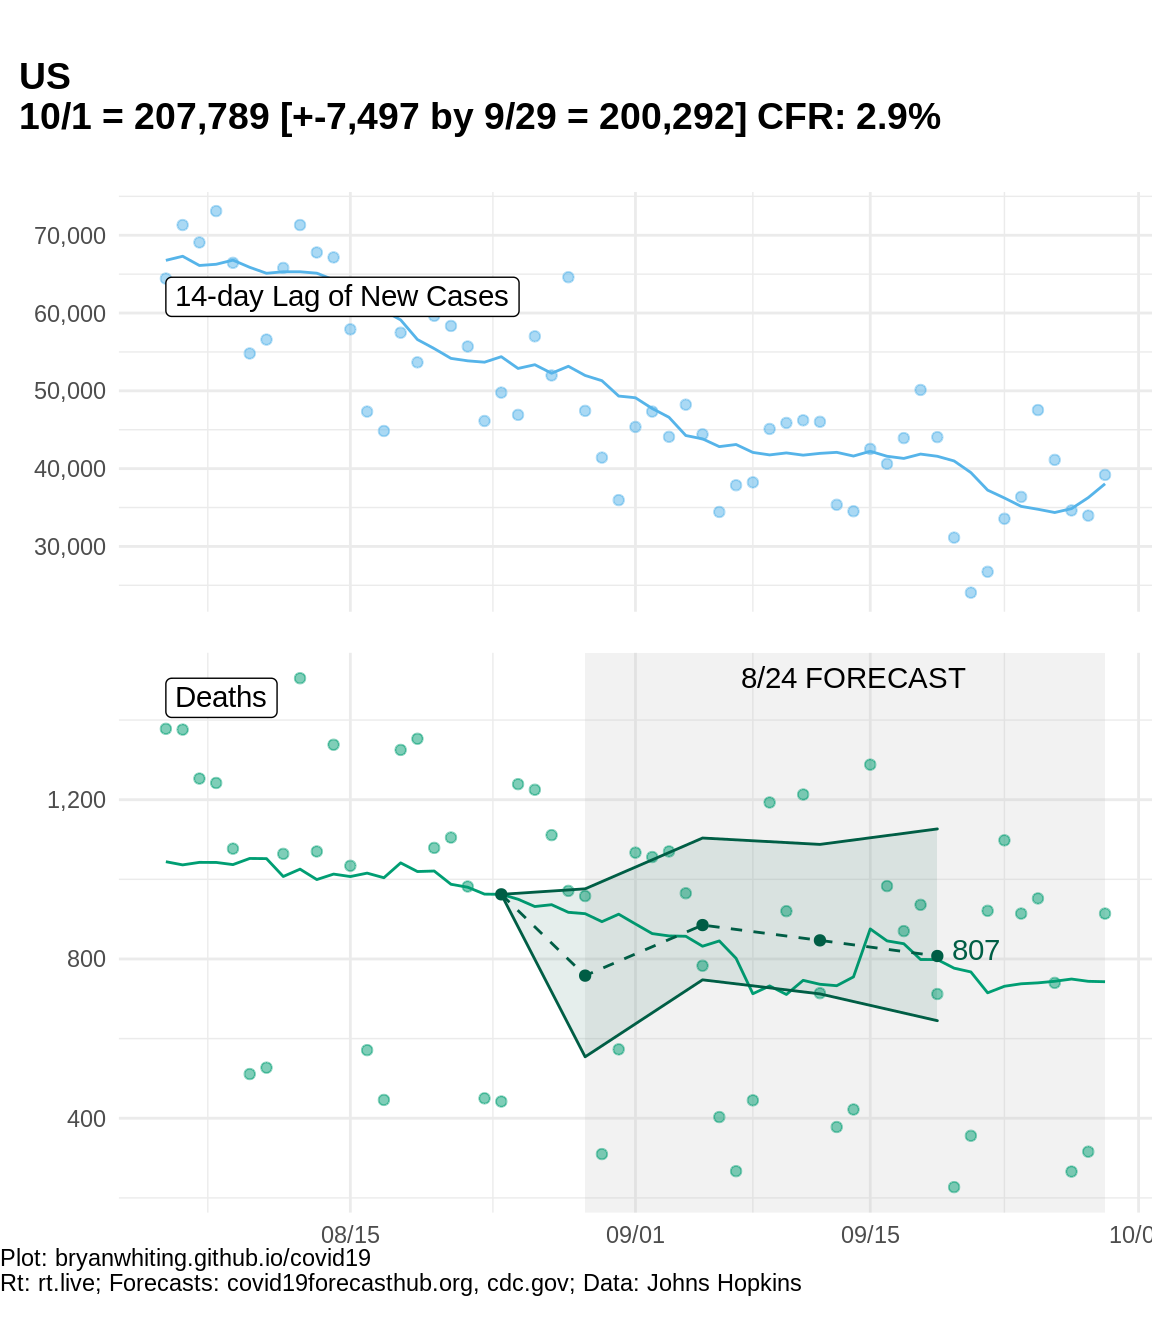 US
10/1 = 207,789 [+-7,497 by 9/29 = 200,292] CFR: 2.9%
70,000
14-day Lag of New Cases
60,000
50,000
40,000
30,000
8/24 FORECAST
Deaths
1,200
807
800
400
08/15
09/01
09/15
10/0
Plot: bryanwhiting.github.io/covid19
Rt: rt.live; Forecasts: covid19forecasthub.org, cdc.gov; Data: Johns Hopkins